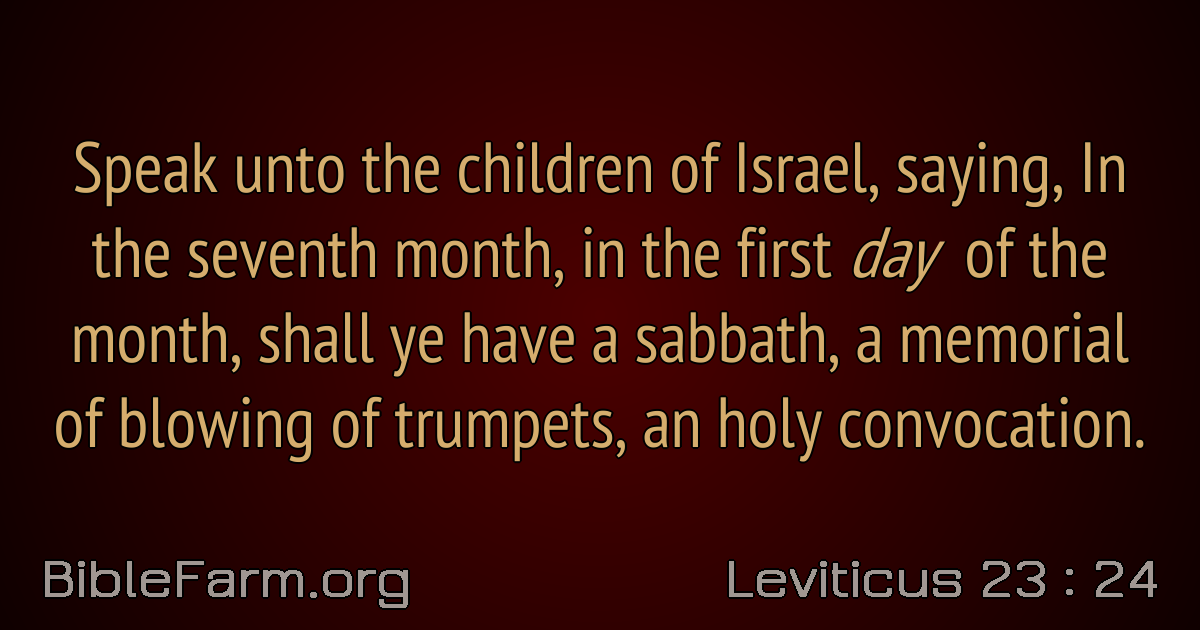 Speak unto the children of Israel, saying, In
the seventh month, in the first day of the
month, shall ye have a sabbath, a memorial
of blowing of trumpets, an holy convocation.
BibleFarm.org
Leviticus 23 : 24